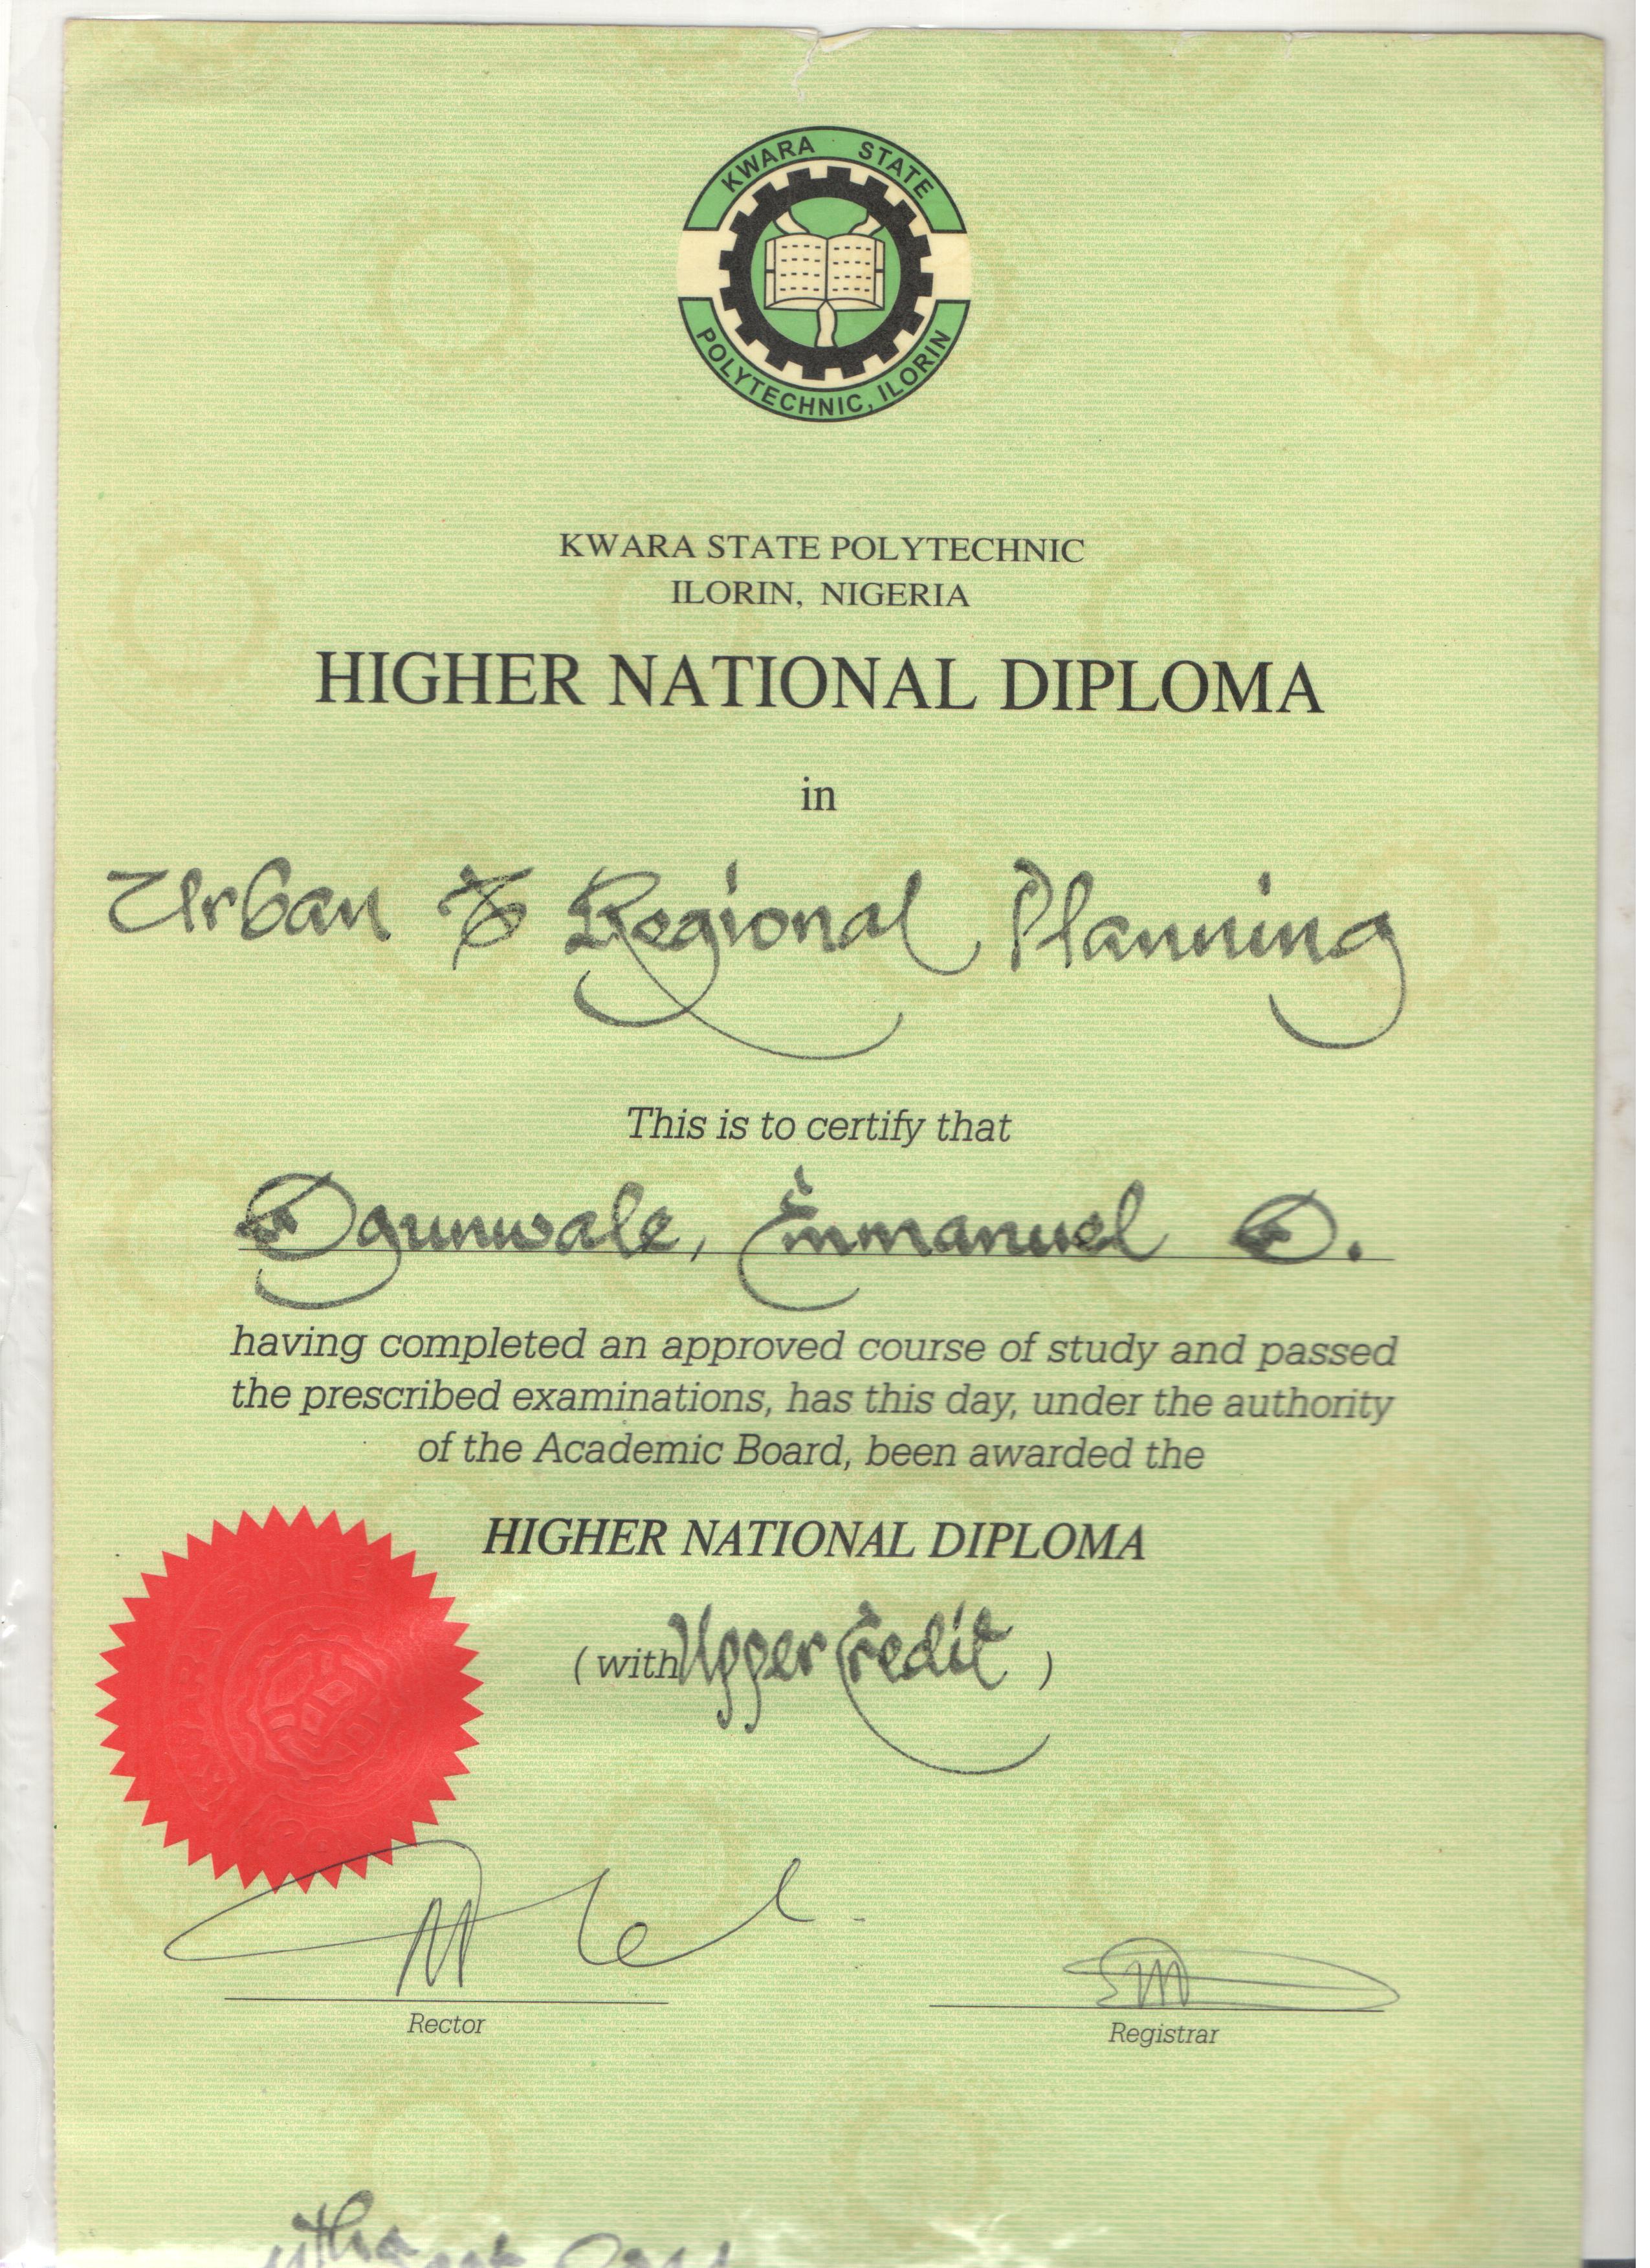 KWARA STATE
POLYTECHNIC, ILORIN
KWARA STATE POLYTECHNIC
ILORIN, NIGERIA
HIGHER NATIONAL DIPLOMA
in
Urban & Regional Planning
This is to certify that
Ogunwale, Emmanuel O.
having completed an approved course of study and passed
the prescribed examinations, has this day, under the authority
of the Academic Board, been awarded the
HIGHER NATIONAL DIPLOMA
(with Upper Credit)
Rector
Registrar